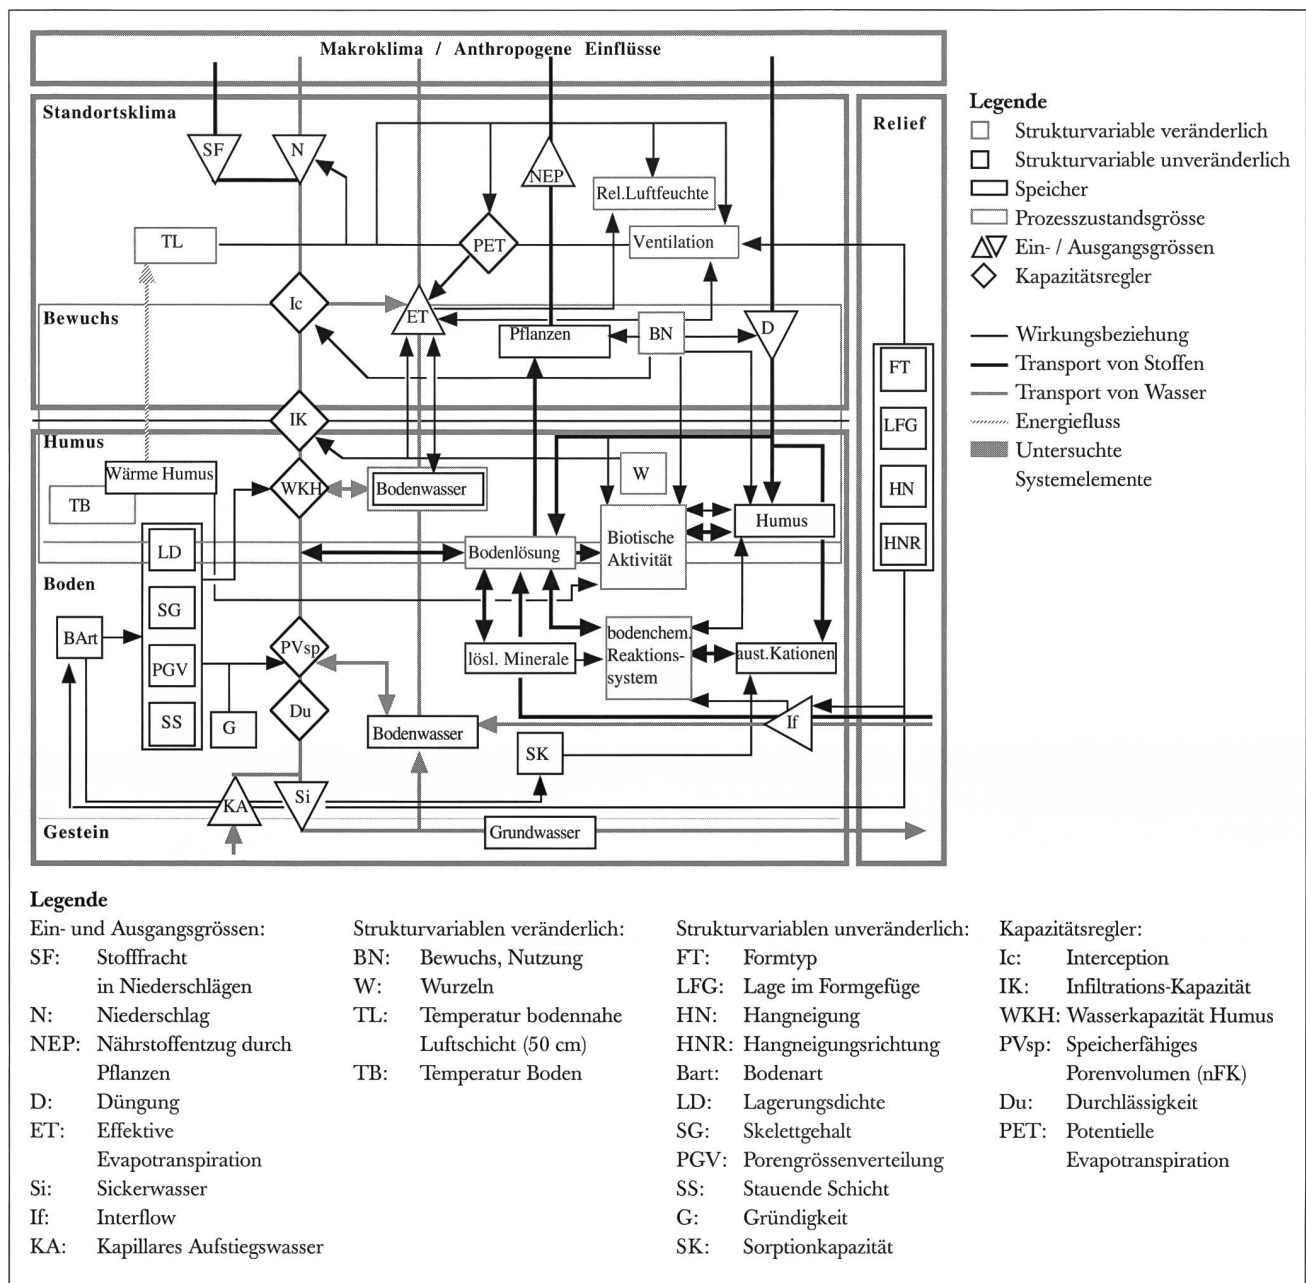 Makroklima / Anthropogene Einflüsse
Standortsklima
Relief
SF
N
NEP
Rel.Luftfeuchte
TL
PET
Ventilation
Ic
Bewuchs
ET
Pflanzen
BN
D
FT
IK
LFG
Humus
Wärme Humus
WKH
Bodenwasser
W
HN
TB
Humus
LD
Bodenlösung
Biotische
Aktivität
HNR
Boden
SG
BArt
PVsp
bodenchem.
PGV
lösl. Minerale
Reaktions-
system
aust.Kationen
SS
G
Du
Bodenwasser
If
SK
KA
Si
Gestein
Grundwasser
Legende
Strukturvariable veränderlich
Strukturvariable unveränderlich
Speicher
Prozesszustandsgrösse
Ein- / Ausgangsgrössen
Kapazitätsregler
Wirkungsbeziehung
Transport von Stoffen
Transport von Wasser
Energiefluss
Untersuchte
Systemelemente
Legende
Ein- und Ausgangsgrössen:
SF: Stofffracht
in Niederschlägen
N: Niederschlag
NEP: Nährstoffentzug durch
Pflanzen
D: Düngung
ET: Effektive
Evapotranspiration
Si: Sickerwasser
If: Interflow
KA: Kapillares Aufstiegswasser
Strukturvariablen veränderlich:
BN: Bewuchs, Nutzung
W: Wurzeln
TL: Temperatur bodennahe
Luftschicht (50 cm)
TB: Temperatur Boden
Strukturvariablen unveränderlich:
FT: Formtyp
LFG: Lage im Formgefüge
HN: Hangneigung
HNR: Hangneigungsrichtung
Bart: Bodenart
LD: Lagerungsdichte
SG: Skelettgehalt
PGV: Porengrössenverteilung
SS: Stauende Schicht
G: Gründigkeit
SK: Sorptionkapazität
Kapazitätsregler:
Ic: Interception
IK: Infiltrations-Kapazität
WKH: Wasserkapazität Humus
PVsp: Speicherfähiges
Porenvolumen (nFK)
Du: Durchlässigkeit
PET: Potentielle
Evapotranspiration